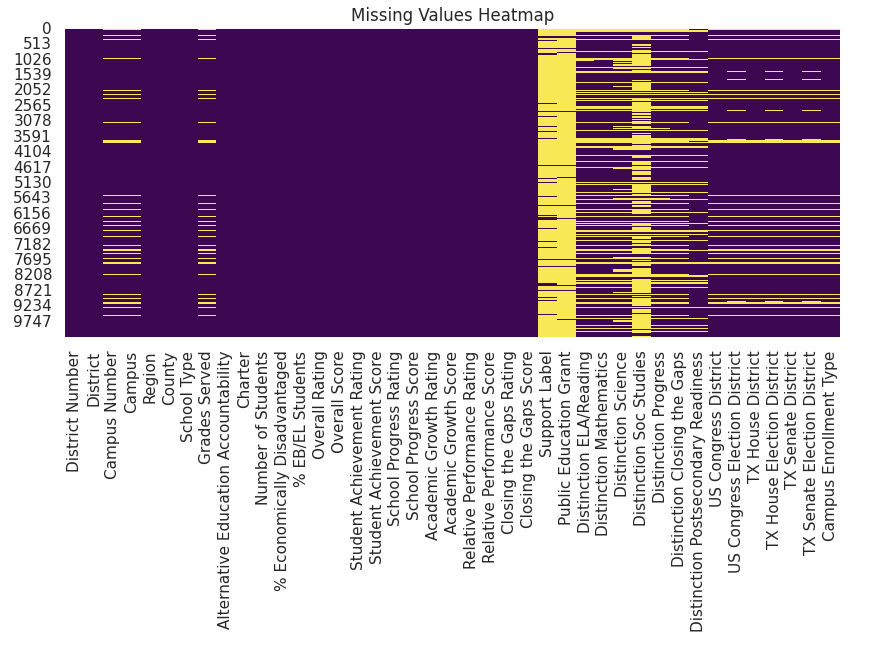 Missing Values Heatmap
0
513
1026
1539
2052
2565
3078
3591
4104
4617
5130
5643
6156
6669
7182
7695
8208
8721
9234
9747
District Number
District
Campus Number
Campus
Region
County
School Type
Grades Served
Alternative Education Accountability
Charter
Number of Students
% Economically Disadvantaged
% EB/EL Students
Overall Rating
Overall Score
Student Achievement Rating
Student Achievement Score
School Progress Rating
School Progress Score
Academic Growth Rating
Academic Growth Score
Relative Performance Rating
Relative Performance Score
Closing the Gaps Rating
Closing the Gaps Score
Support Label
Public Education Grant
Distinction ELA/Reading
Distinction Mathematics
Distinction Science
Distinction Soc Studies
Distinction Progress
Distinction Closing the Gaps
Distinction Postsecondary Readiness
US Congress District
US Congress Election District
TX House District
TX House Election District
TX Senate District
TX Senate Election District
Campus Enrollment Type